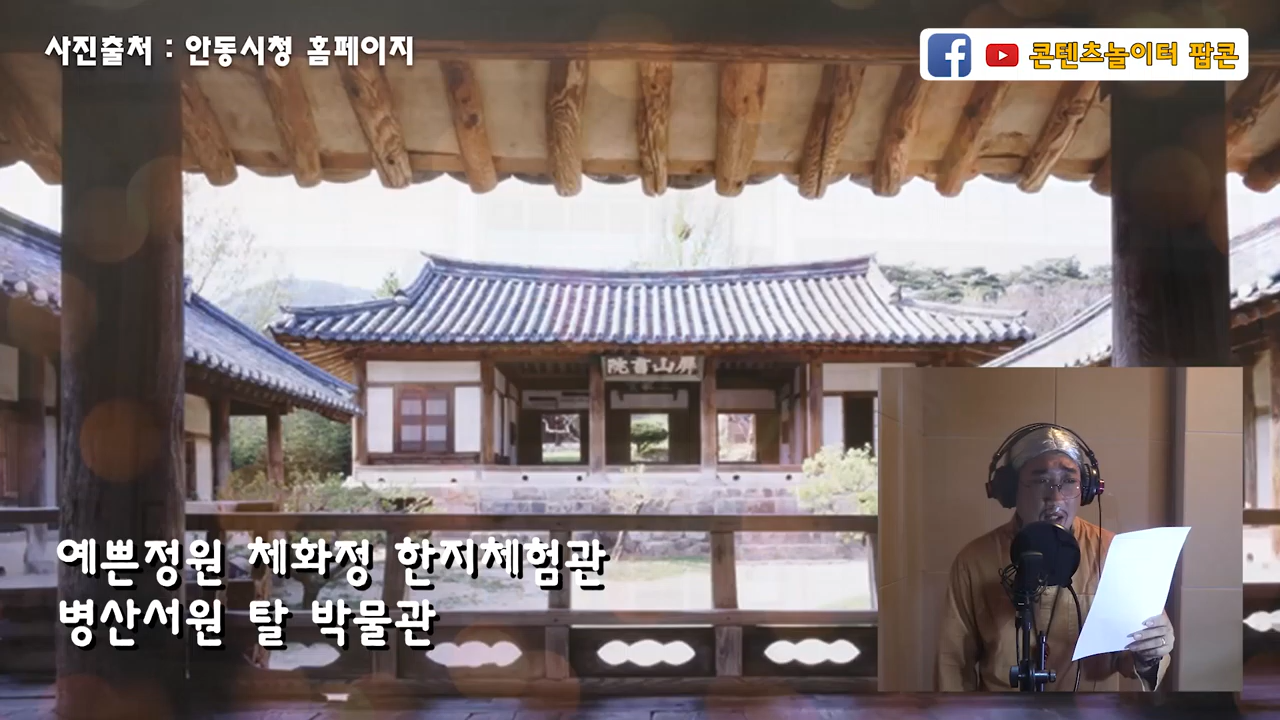 사진출처 : 안동시청 홈페이지
콘텐츠놀이터 팝콘
院書山屛
예쁜정원 체화정 한지체험관
병산서원 탈 박물관